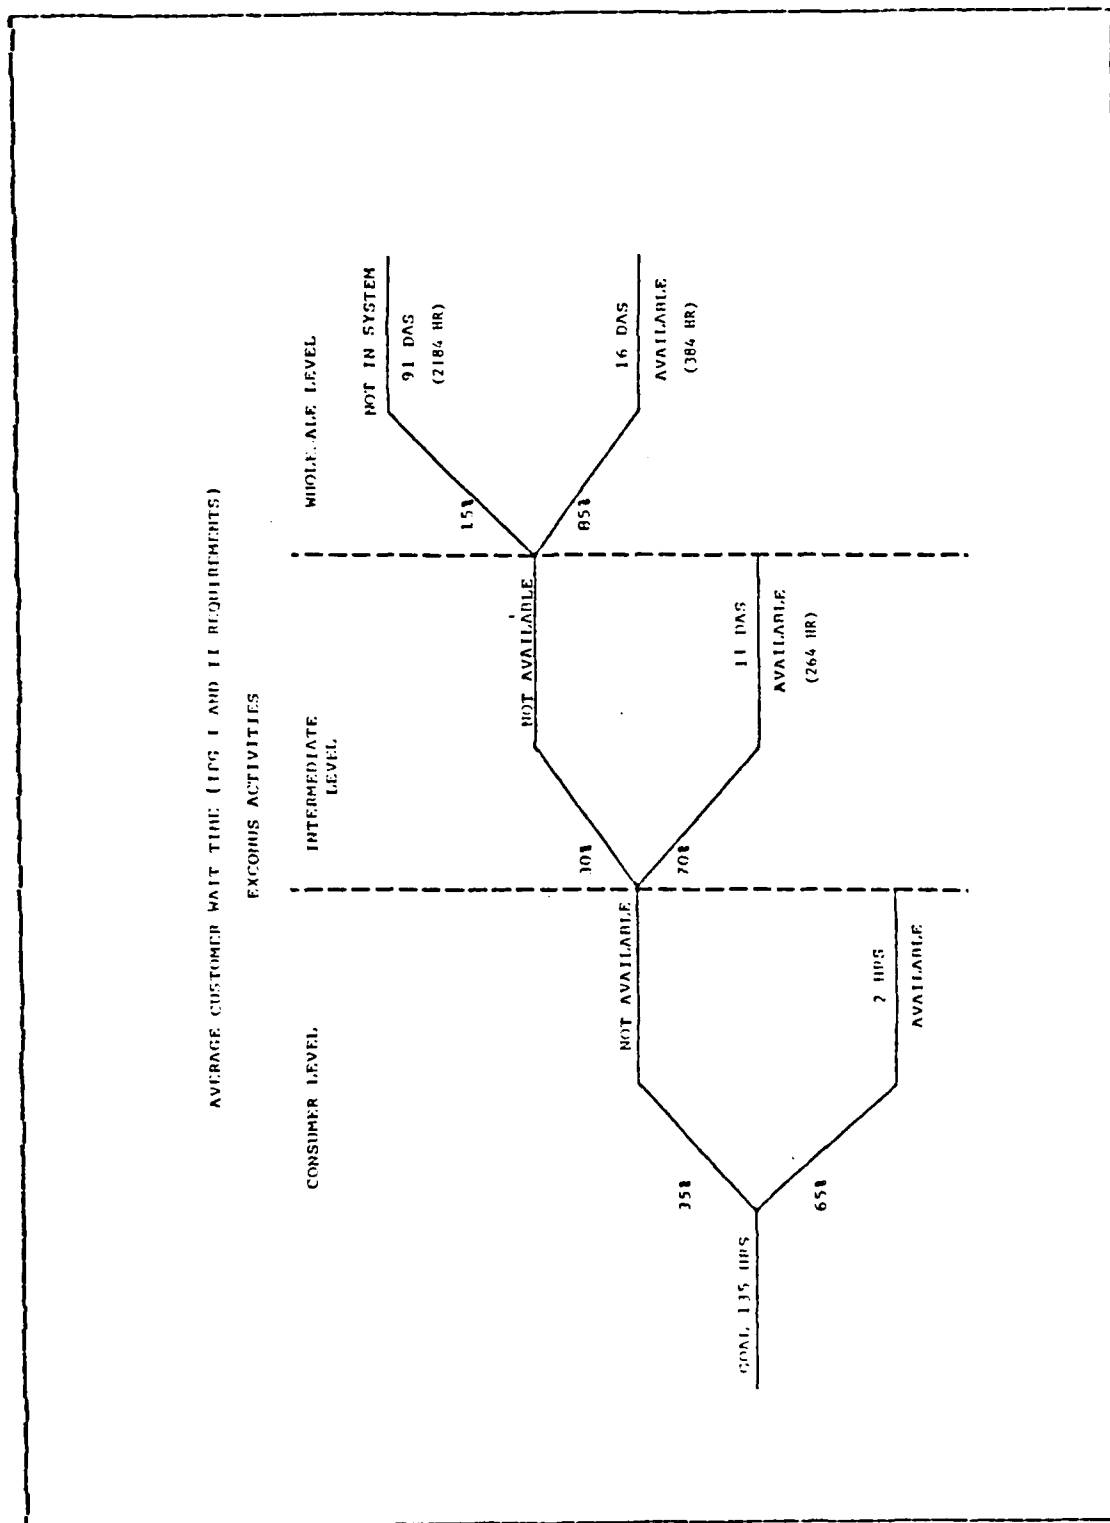 AVERAGE CUSTOMER WAIT TIME (IPG I AND II REQUIREMENTS)
EXCONUS ACTIVITIES
CONSUMER LEVEL
INTERMEDIATE
LEVEL
WHOLE.ALE LEVEL
NOT IN SYSTEM
91 DAS
(2184 HR)
15%
85%
16 DAS
AVAILABLE
(384 HR)
NOT AVAILABLE
30%
70%
11 DAS
AVAILABLE
(264 HR)
NOT AVAILABLE
35%
65%
2 HRS
AVAILABLE
GOAL 135 HRS